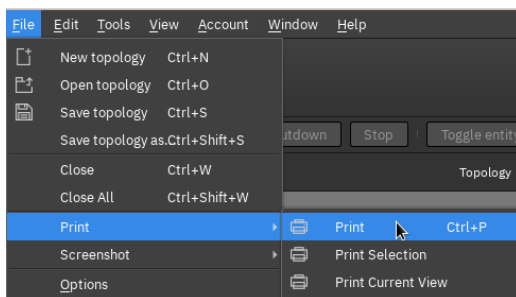 File Edit Tools View Account Window Help
New topology Ctrl+N
Open topology Ctrl+O
Save topology Ctrl+S
Save topology as.Ctrl+Shift+S
utdown Stop Toggle entity
Close Ctrl+W
Topology
Close All Ctrl+Shift+W
Print
Print Ctrl+P
Screenshot
Print Selection
Options
Print Current View